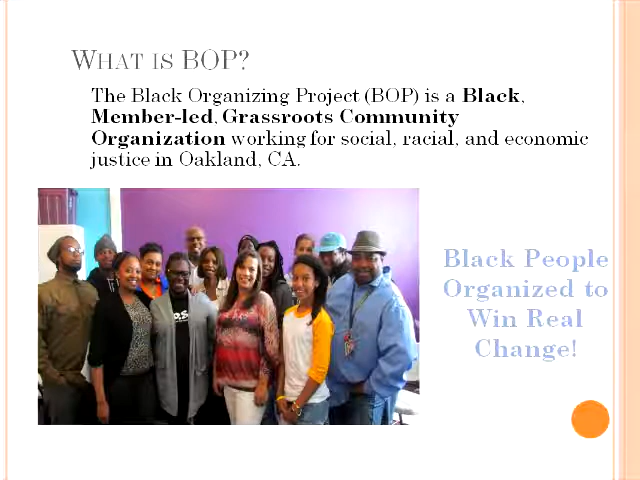 WHAT IS BOP?
The Black Organizing Project (BOP) is a Black,
Member-led, Grassroots Community
Organization working for social, racial, and economic
justice in Oakland, CA.
Black People
Organized to
Win Real
Change!